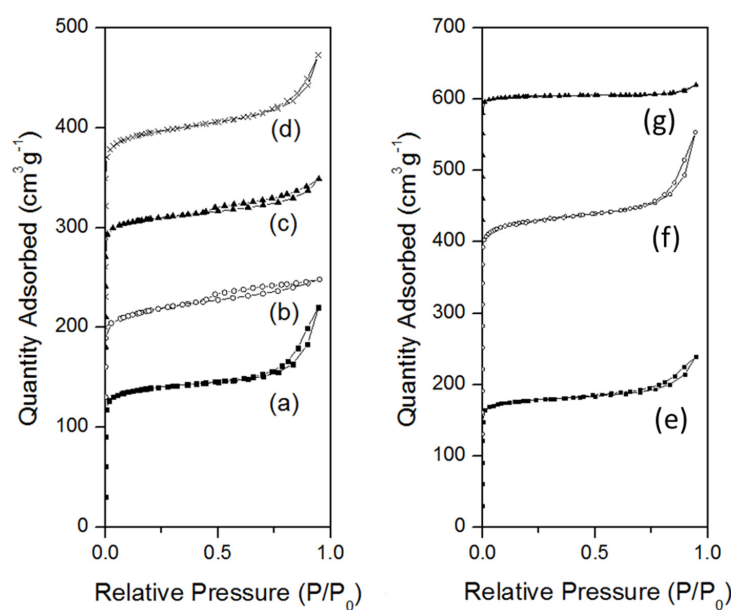 500
400
300
200
100
0
(d)
(c)
(b)
(a)
0.0 0.5 1.0
Quantity Adsorbed (cm³g⁻¹)
Relative Pressure (P/P₀)
700
600
500
400
300
200
100
0
(g)
(f)
(e)
0.0 0.5 1.0
Quantity Adsorbed (cm³g⁻¹)
Relative Pressure (P/P₀)